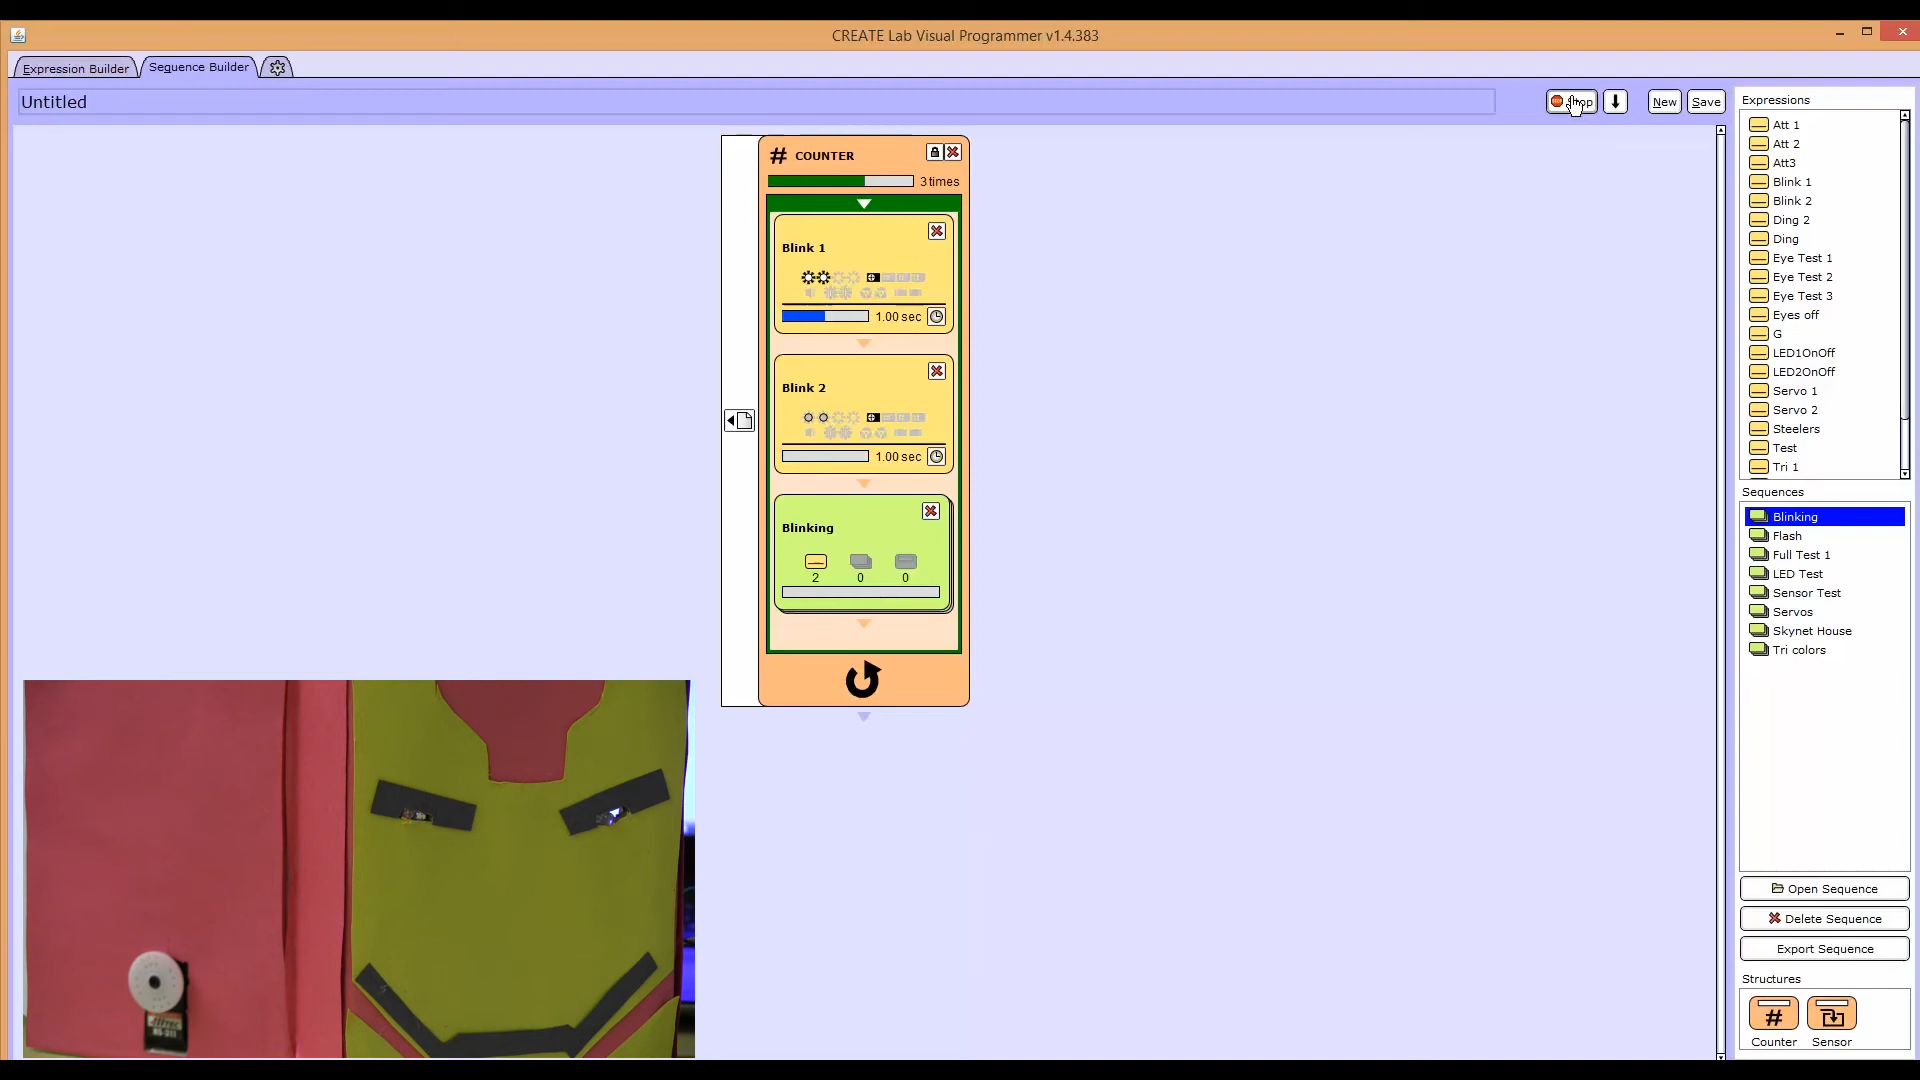 CREATE Lab Visual Programmer v1.4.383
Expression Builder
Sequence Builder
Untitled
New
Save
# COUNTER
3 times
Blink 1
1.00 sec
Blink 2
1.00 sec
Blinking
2
0
0
Expressions
Att 1
Att 2
Att3
Blink 1
Blink 2
Ding 2
Ding
Eye Test 1
Eye Test 2
Eye Test 3
Eyes off
G
LED1OnOff
LED2OnOff
Servo 1
Servo 2
Steelers
Test
Tri 1
Sequences
Blinking
Flash
Full Test 1
LED Test
Sensor Test
Servos
Skynet House
Tri colors
Open Sequence
Delete Sequence
Export Sequence
Structures
#
Counter
Sensor